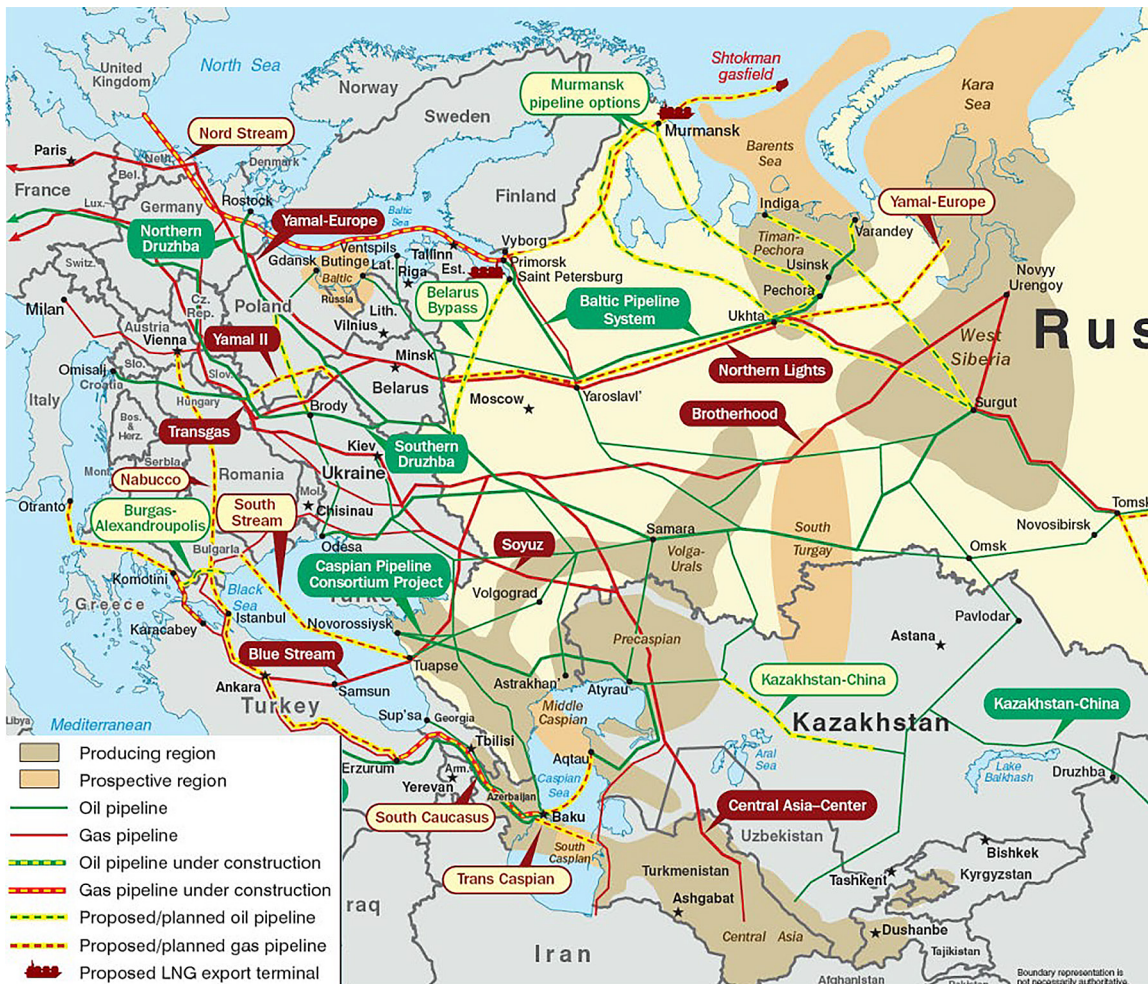 United
Kingdom
North Sea
Norway
Sweden
Finland
Nord Stream
Paris
Neth.
Bel.
Denmark
France
Lux.
Germany
Rostock
Northern
Druzhba
Yamal-Europe
Baltic
Sea
Murmansk
pipeline options
Shtokman
gasfield
Murmansk
Barents
Sea
Kara
Sea
Indiga
Varandey
Timan-
Pechora
Usinsk
Pechora
Ukhta
Yamal-Europe
Novyy
Urengoy
West
Siberia
Rus
Vyborg
Primorsk
Saint Petersburg
Tallinn
Est.
Ventspils
Lat.
Riga
Gdansk
Butinge
Baltic
Russia
Lith.
Vilnius
Belarus
Bypass
Baltic Pipeline
System
Northern Lights
Brotherhood
Surgut
Switz.
Milan
Cz.
Rep.
Poland
Austria
Vienna
Yamal II
Minsk
Belarus
Moscow
Yaroslavl'
Omisalj
Slo.
Croatia
Slov.
Hungary
Italy
Bos.
& Herz.
Transgas
Brody
Kiev
Ukraine
Southern
Druzhba
Mont.
Serbia
Romania
Mol.
Chisinau
Nabucco
Otranto
Burgas-
Alexandroupolis
South
Stream
Odesa
Bulgaria
Samara
Volga-
Urals
South
Turgay
Soyuz
Omsk
Novosibirsk
Tomsk
Caspian Pipeline
Consortium Project
Volgograd
Komotini
Greece
Black
Sea
Istanbul
Karacabey
Novorossiysk
Tuapse
Blue Stream
Samsun
Ankara
Turkey
Astrakhan'
Atyrau
Precaspian
Pavlodar
Astana
Kazakhstan-China
Kazakhstan
Kazakhstan-China
Libya
Mediterranean
Sup'sa
Georgia
Tbilisi
Middle
Caspian
Aqtau
Aral
Sea
Lake
Balkhash
Druzhba
Erzurum
Arm.
Yerevan
Azerbaijan
Caspian
Sea
Baku
South Caucasus
Central Asia–Center
Uzbekistan
Trans Caspian
South
Caspian
Turkmenistan
Ashgabat
Tashkent
Bishkek
Kyrgyzstan
Dushanbe
Tajikistan
Central Asia
Afghanistan
raq
Iran
Producing region
Prospective region
Oil pipeline
Gas pipeline
Oil pipeline under construction
Gas pipeline under construction
Proposed/planned oil pipeline
Proposed/planned gas pipeline
Proposed LNG export terminal
Boundary representation is
not necessarily authoritative.